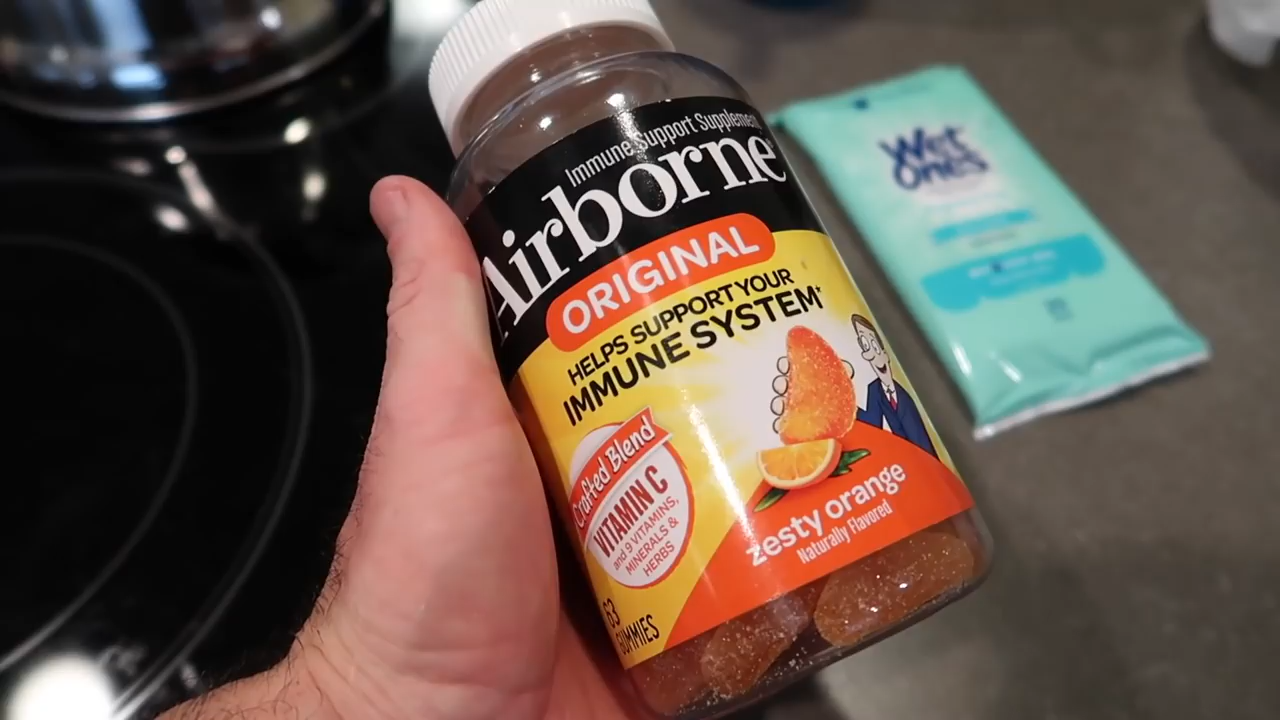 Immune Support Supplement
Airborne
ORIGINAL
HELPS SUPPORT YOUR
IMMUNE SYSTEM*
Crafted Blend
VITAMIN C
and 9 VITAMINS,
MINERALS &
HERBS
zesty orange
Naturally Flavored
63
GUMMIES
Wet
Ones